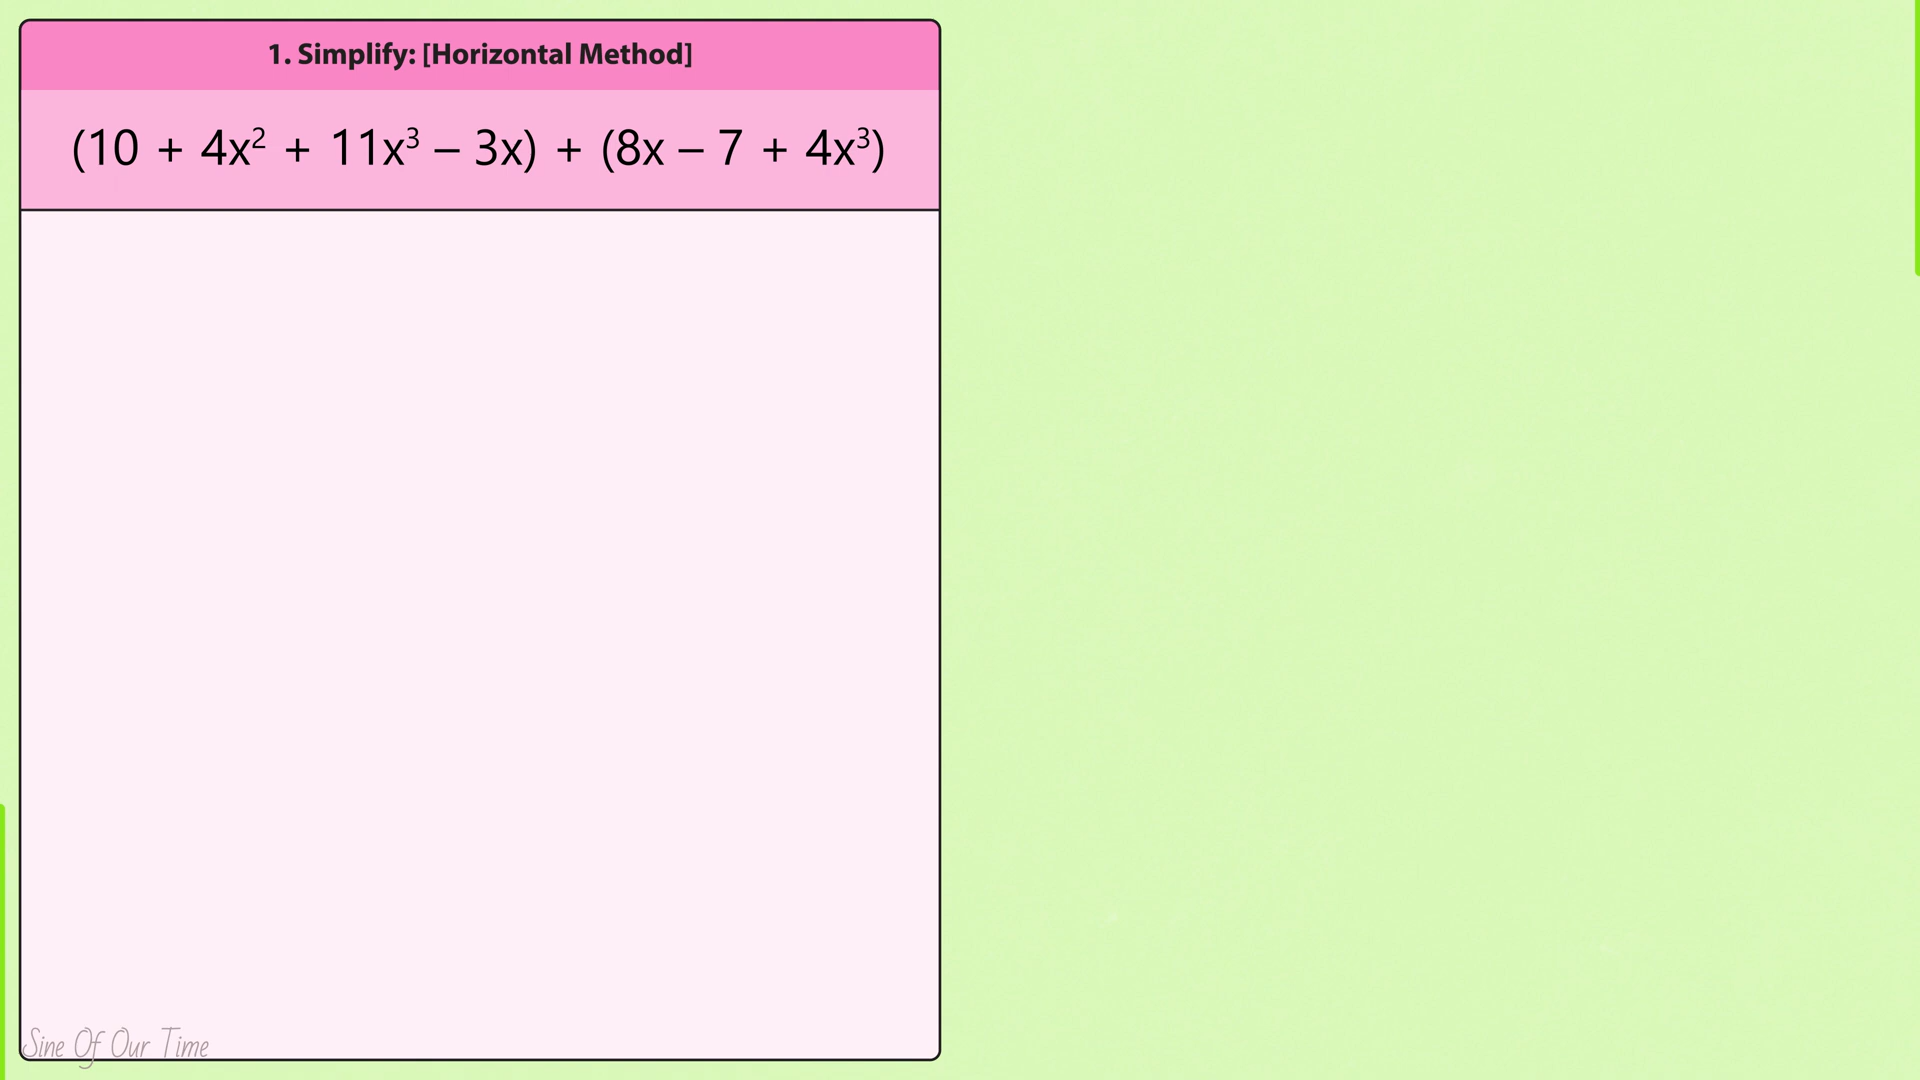 1. Simplify: [Horizontal Method]
(10 + 4x² + 11x³ – 3x) + (8x – 7 + 4x³)
Sine Of Our Time